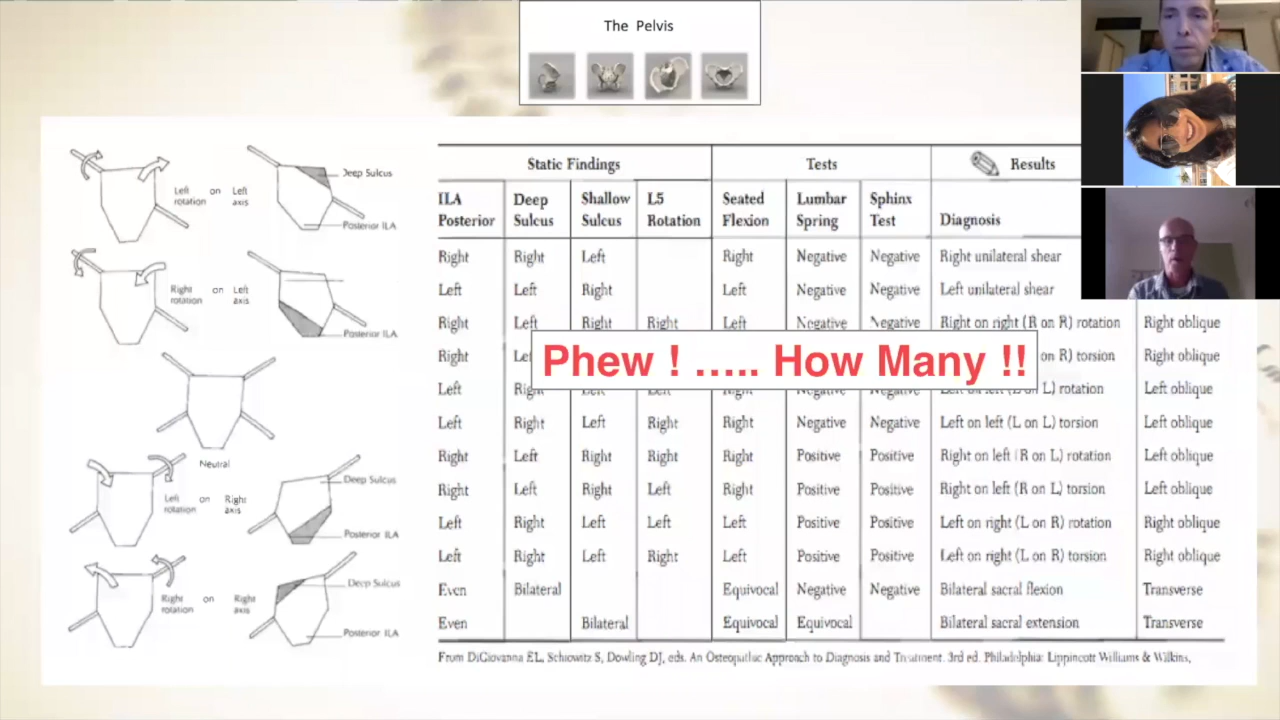 The Pelvis
Left rotation on Left axis
Deep Sulcus
Posterior ILA
Right rotation on Left axis
Posterior ILA
Neutral
Left rotation on Right axis
Deep Sulcus
Posterior ILA
Right rotation on Right axis
Deep Sulcus
Posterior ILA
Static Findings Tests Results
ILA Posterior Deep Sulcus Shallow Sulcus L5 Rotation Seated Flexion Lumbar Spring Sphinx Test Diagnosis
Right Right Left Right Negative Negative Right unilateral shear
Left Left Right Left Negative Negative Left unilateral shear
Right Left Right Right Left Negative Negative Right on right (R on R) rotation Right oblique
Right on R) torsion Right oblique
Phew ! ..... How Many !!
Left rotation Left oblique
Left Right Left Right Right Negative Negative Left on left (L on L) torsion Left oblique
Right Left Right Right Right Positive Positive Right on left (R on L) rotation Left oblique
Right Left Right Left Right Positive Positive Right on left (R on L) torsion Left oblique
Left Right Left Left Left Positive Positive Left on right (L on R) rotation Right oblique
Left Right Left Right Left Positive Positive Left on right (L on R) torsion Right oblique
Even Bilateral Equivocal Negative Negative Bilateral sacral flexion Transverse
Even Bilateral Equivocal Equivocal Bilateral sacral extension Transverse
From DiGiovanna EL, Schiowitz S, Dowling DJ, eds. An Osteopathic Approach to Diagnosis and Treatment. 3rd ed. Philadelphia: Lippincott Williams & Wilkins,